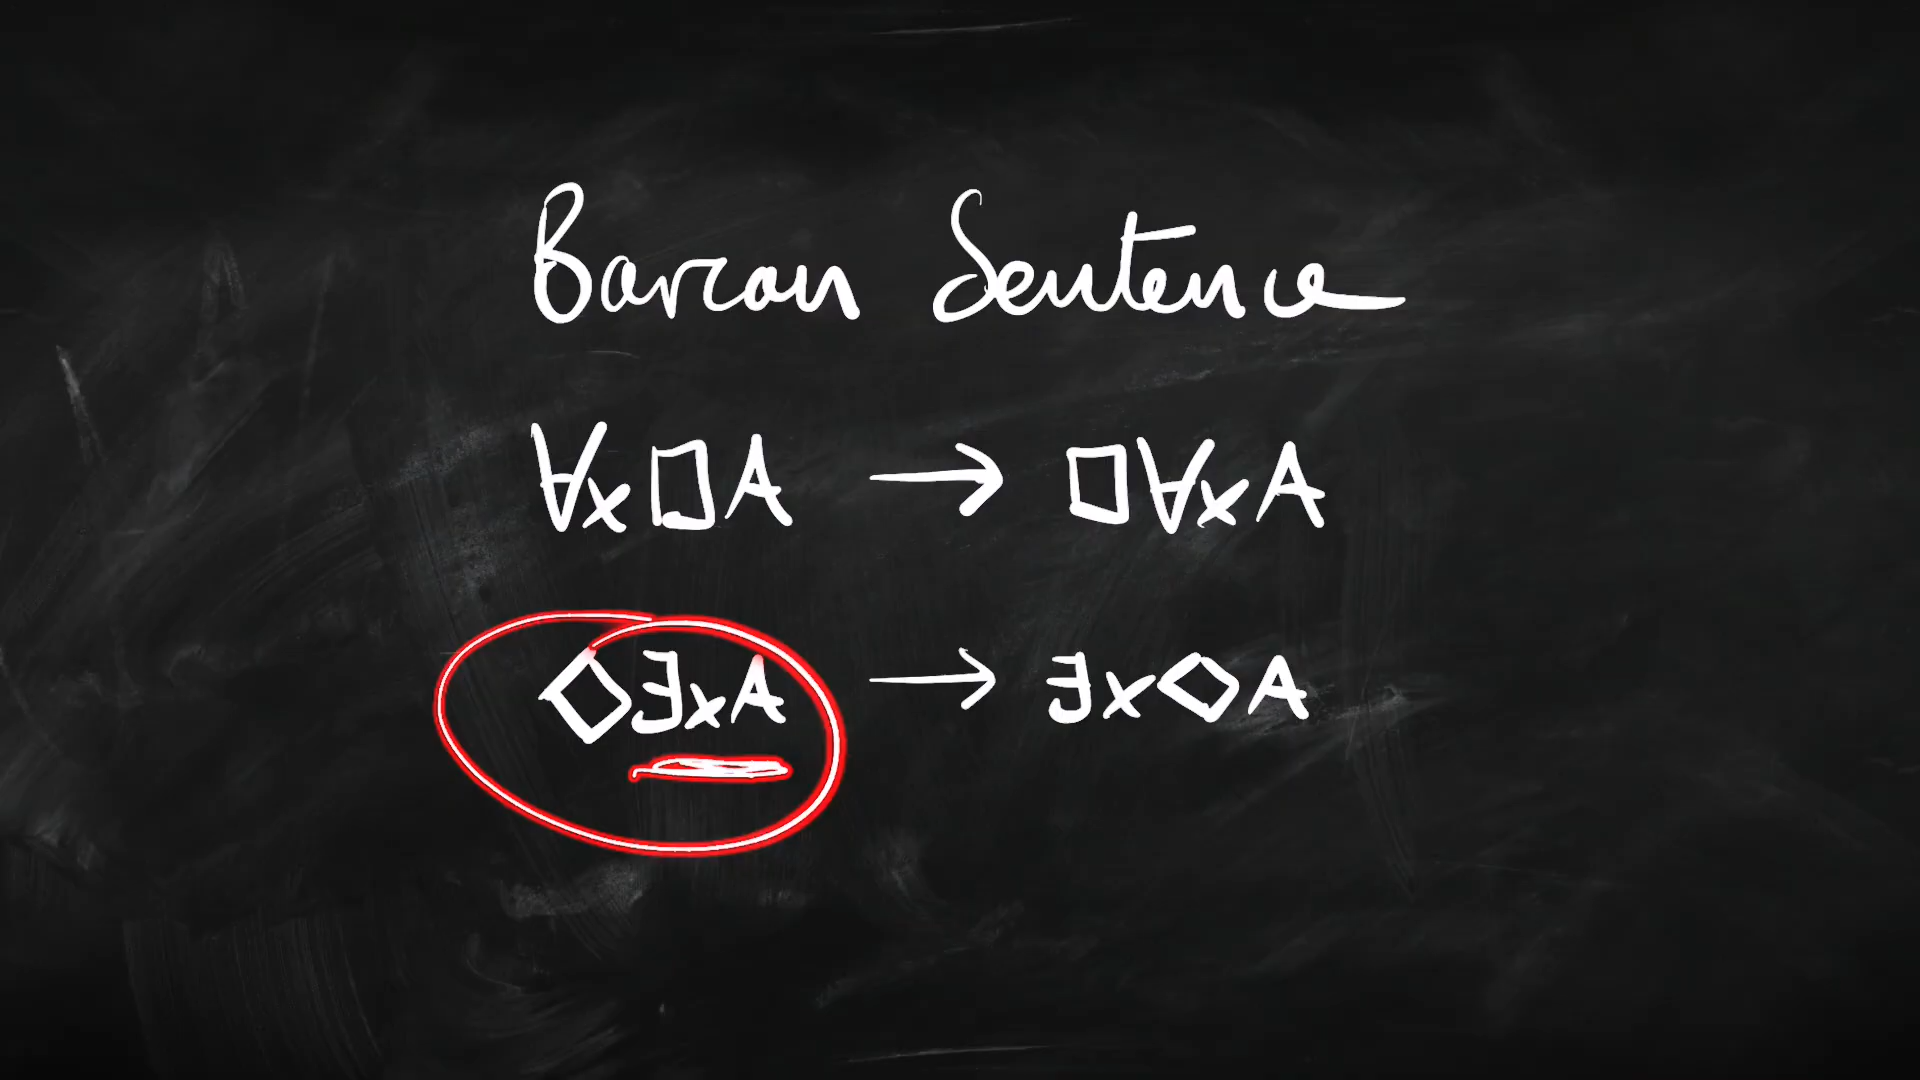 Barcan Sentence
∀x□A → □∀xA
◇∃xA → ∃x◇A